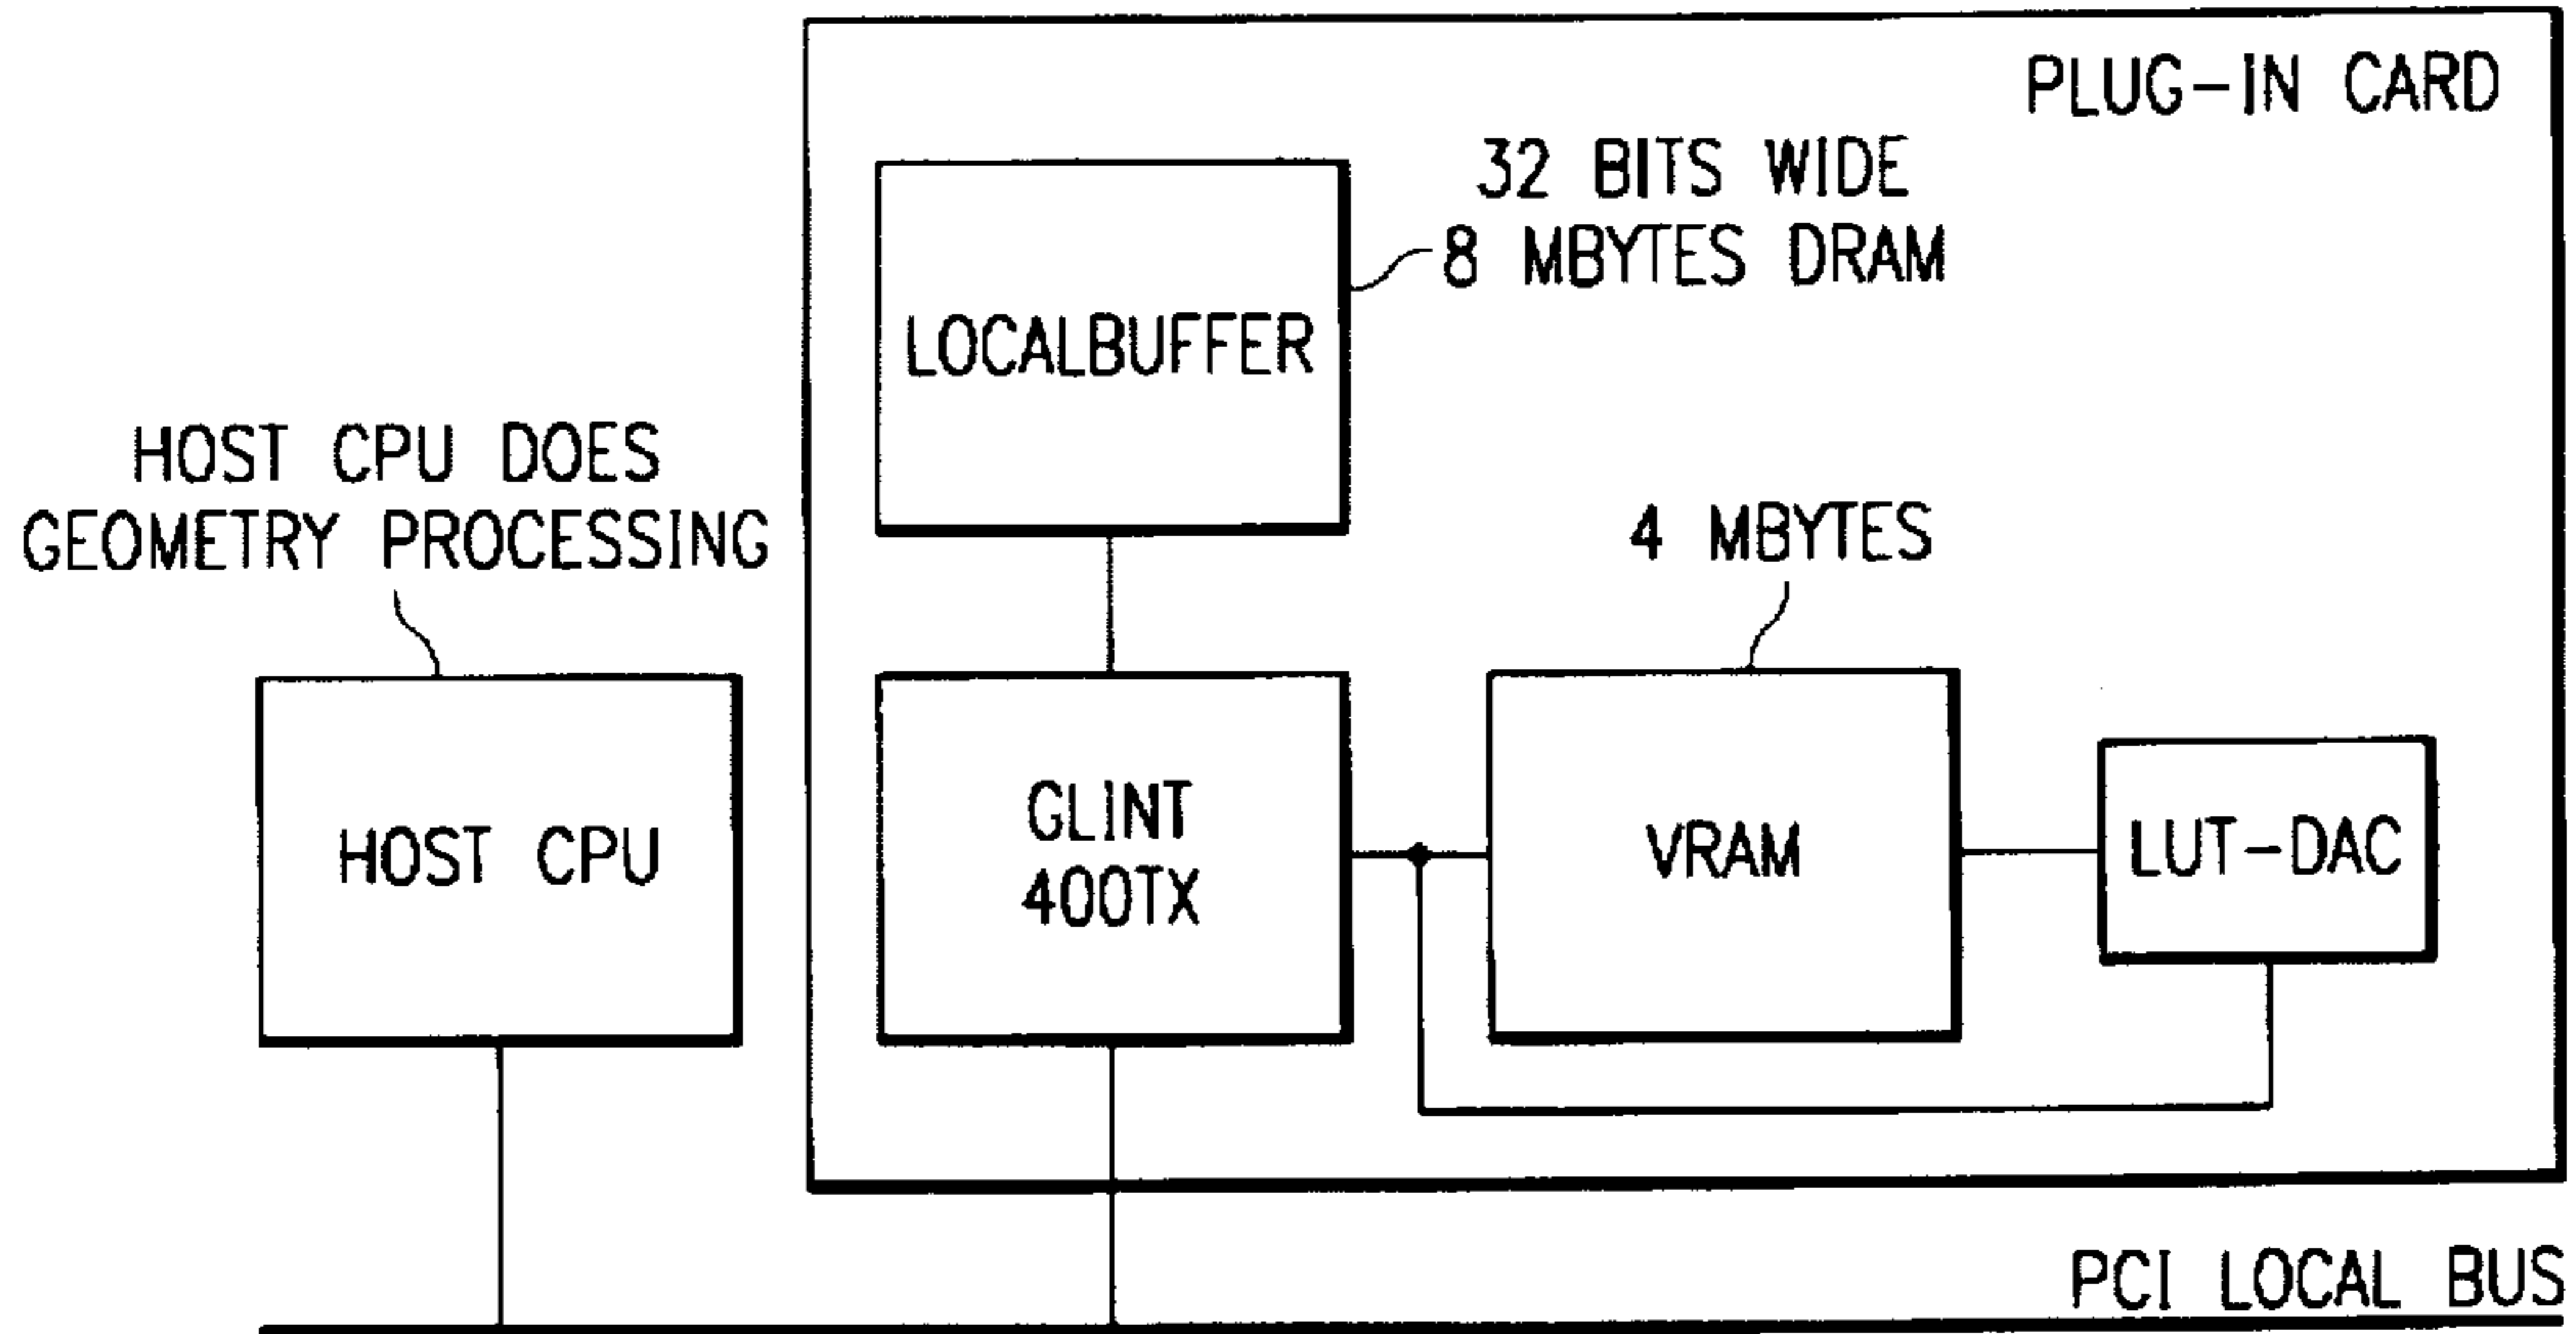 PLUG-IN CARD
32 BITS WIDE
8 MBYTES DRAM
LOCALBUFFER
HOST CPU DOES
GEOMETRY PROCESSING
4 MBYTES
HOST CPU
GLINT
400TX
VRAM
LUT-DAC
PCI LOCAL BUS